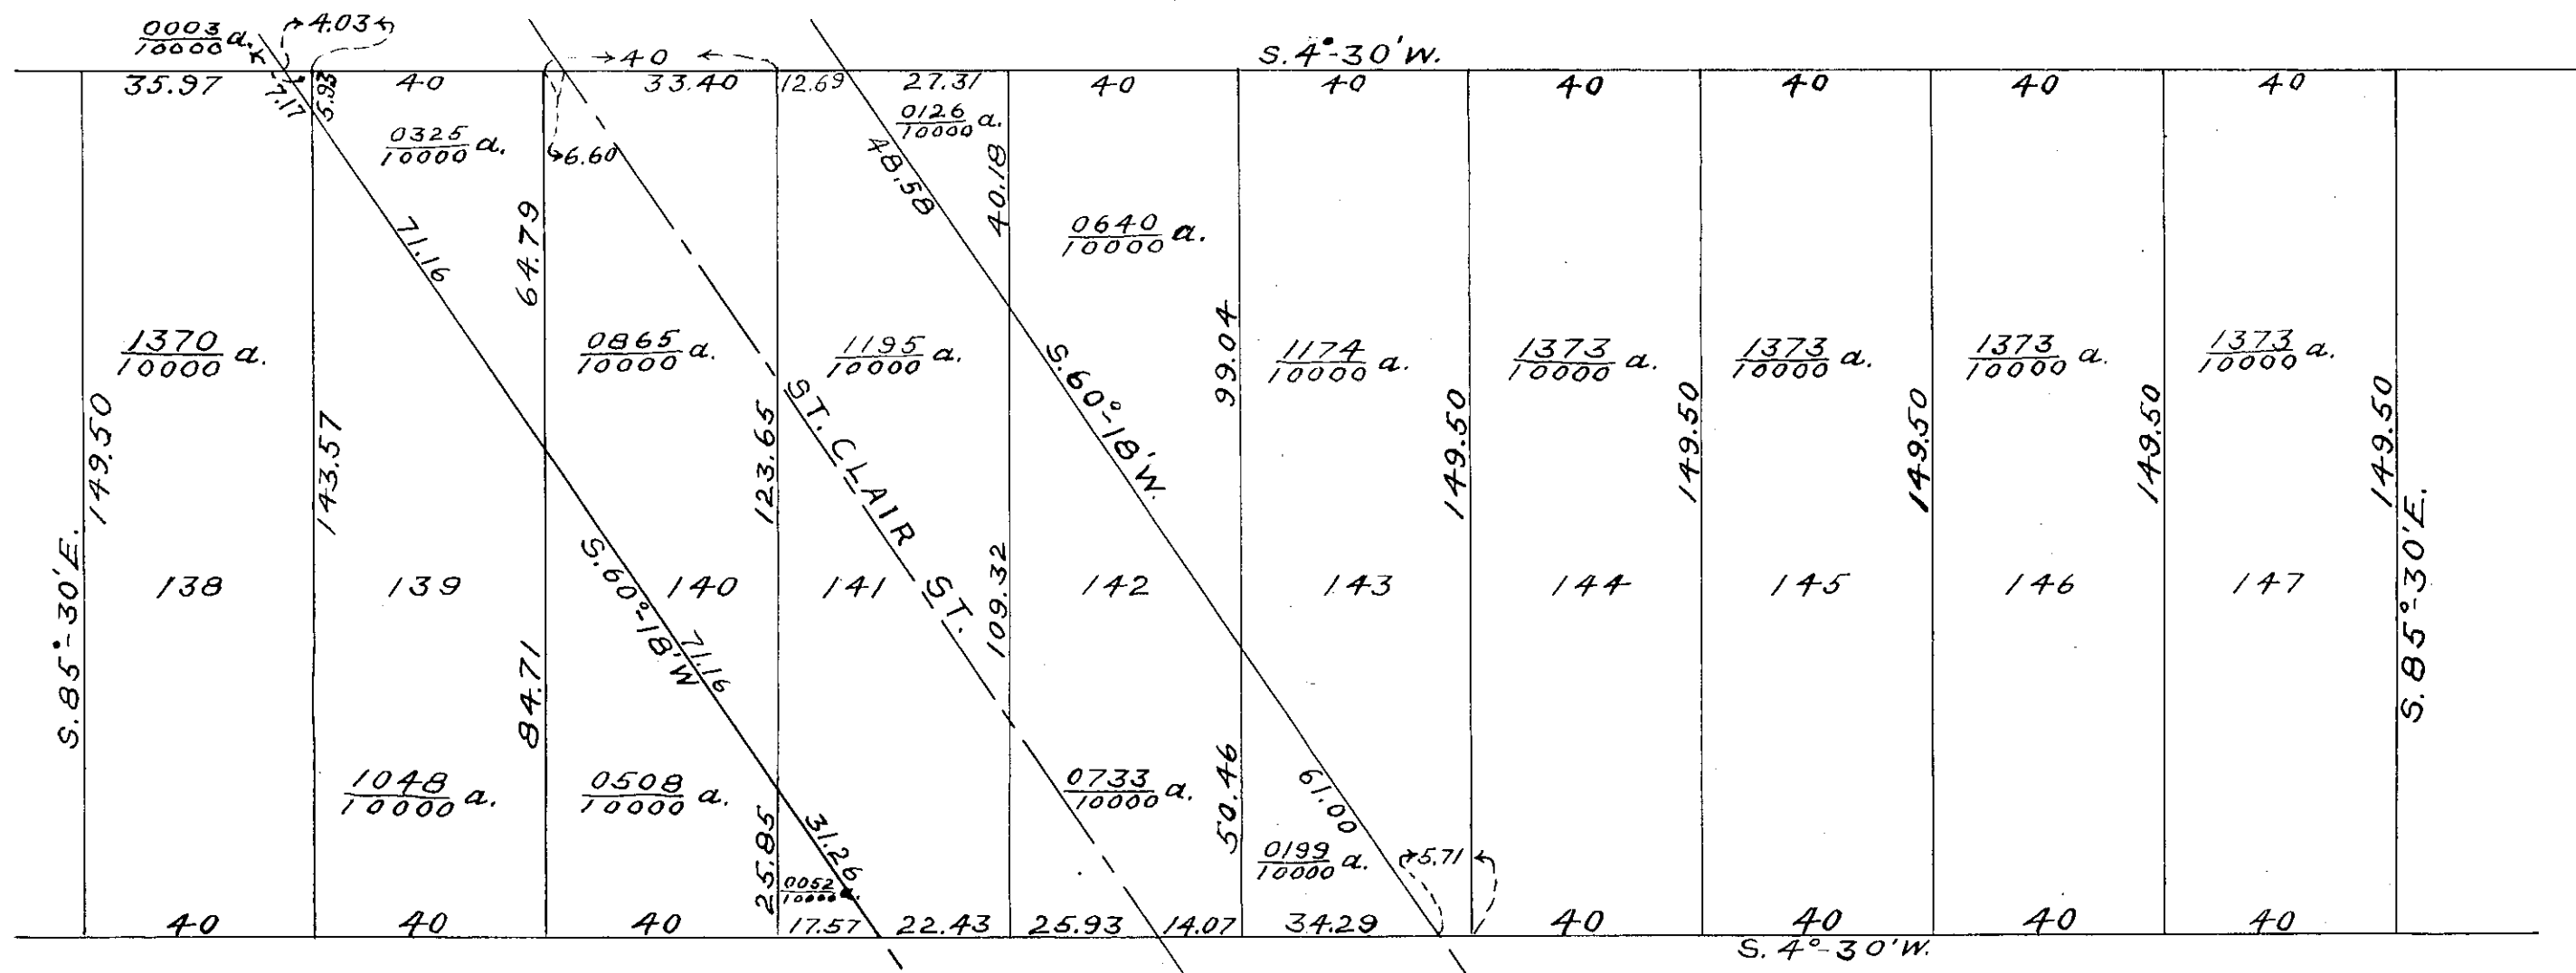 0003/10000 a.
4.03
40
S. 4°-30' W.
35.97
7.17
5.93
40
33.40
12.69
27.31
40
40
40
40
40
40
0325/10000 a.
6.60
0126/10000 a.
48.58
40.18
71.16
64.79
0640/10000 a.
1370/10000 a.
0865/10000 a.
1195/10000 a.
S. 60°-18' W.
99.04
1174/10000 a.
1373/10000 a.
1373/10000 a.
1373/10000 a.
1373/10000 a.
149.50
143.57
123.65
ST. CLAIR ST.
149.50
149.50
149.50
149.50
149.50
S. 85°-30' E.
138
139
S. 60°-18' W
140
141
109.32
142
143
144
145
146
147
S. 85°-30' E.
84.71
71.16
1048/10000 a.
0508/10000 a.
25.85
31.26
0733/10000 a.
50.46
61.00
0199/10000 a.
5.71
0052/10000
40
40
40
17.57
22.43
25.93
14.07
34.29
40
40
40
40
S. 4°-30' W.